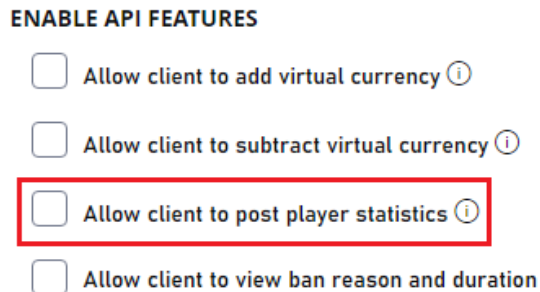 ENABLE API FEATURES
Allow client to add virtual currency
Allow client to subtract virtual currency
Allow client to post player statistics
Allow client to view ban reason and duration